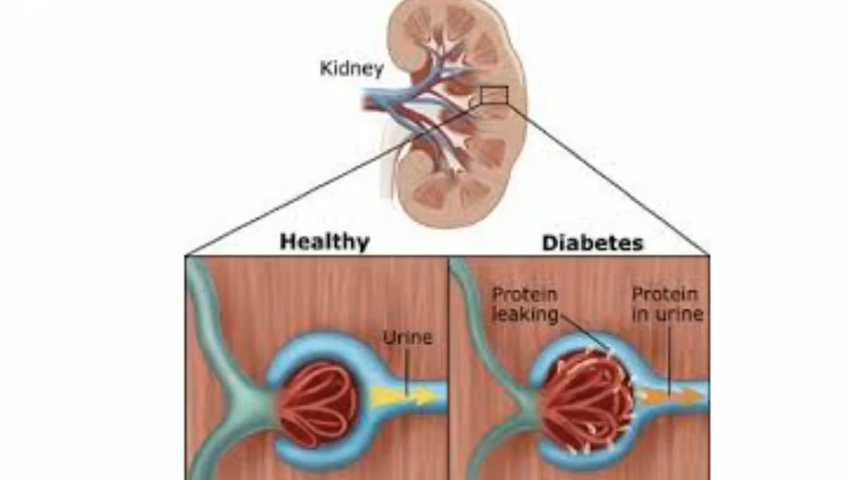 Kidney
Healthy
Diabetes
Protein
leaking
Protein
in urine
Urine